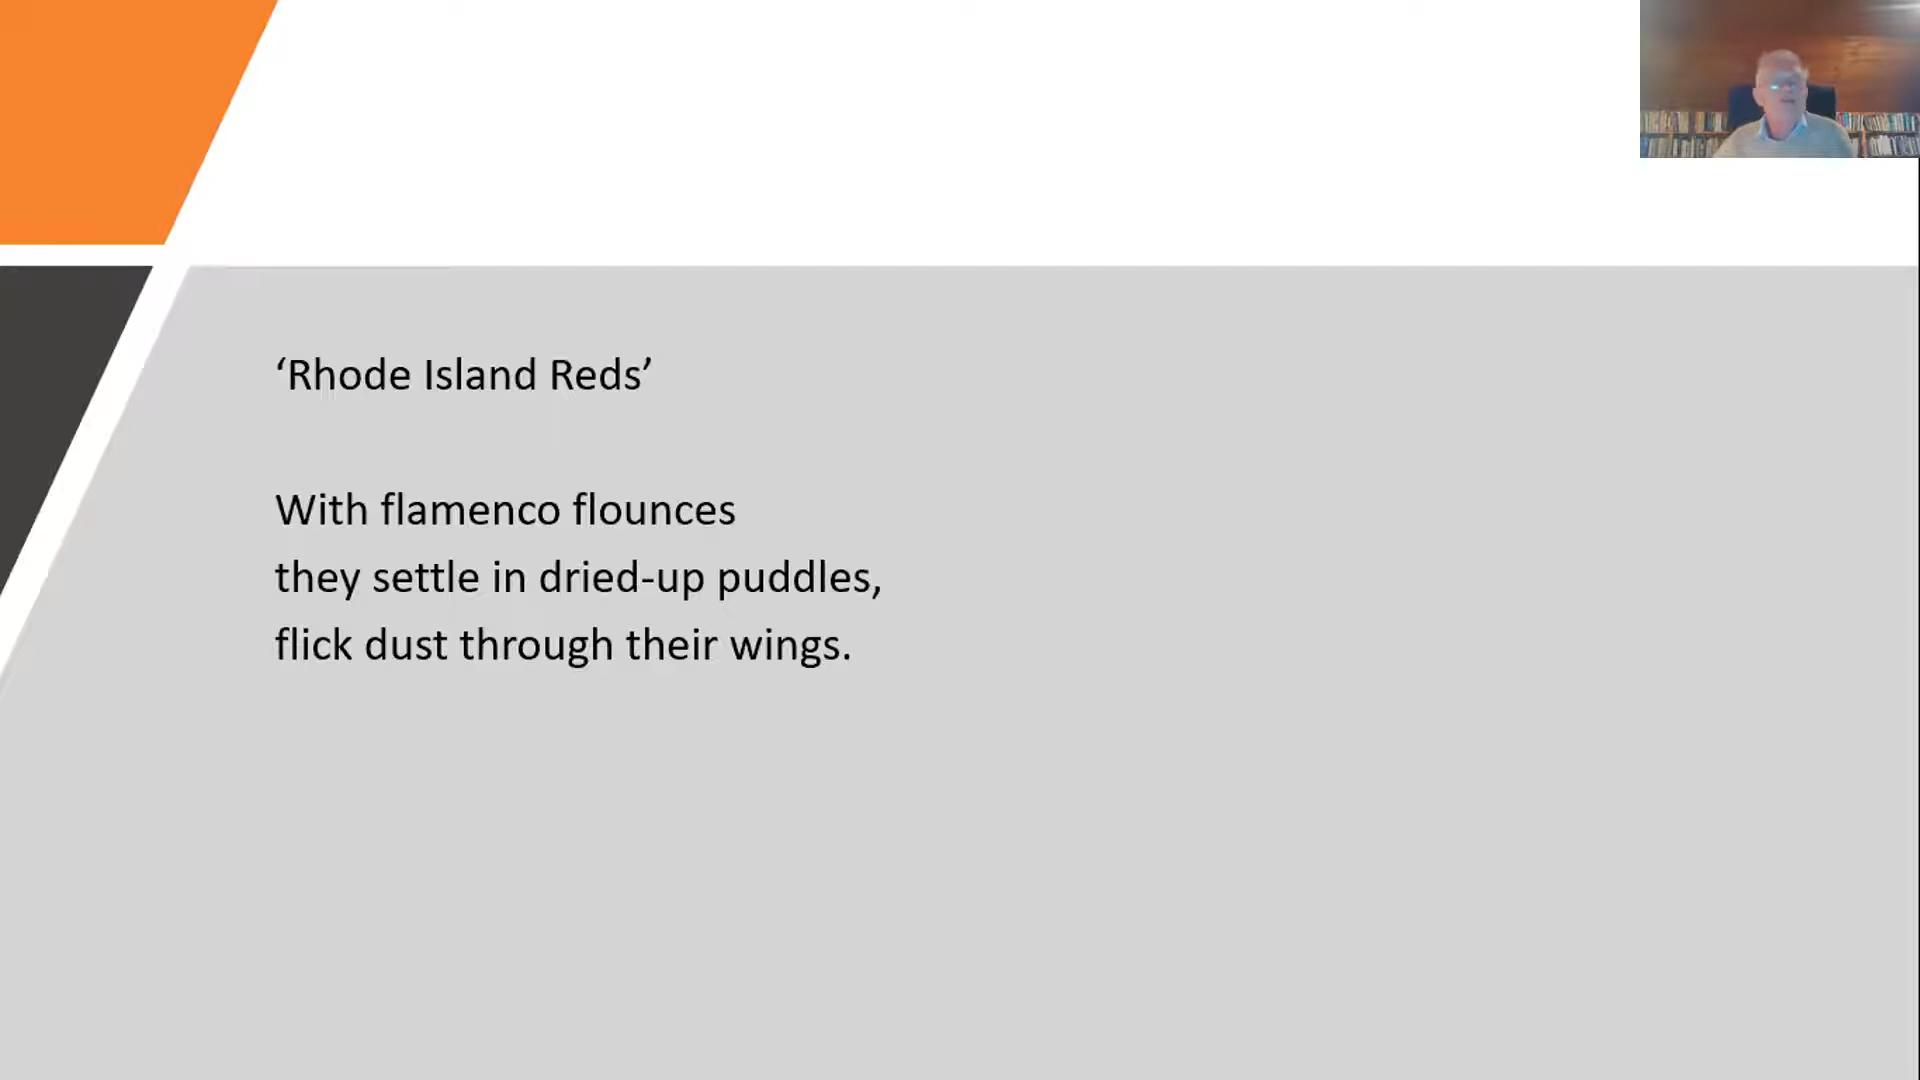 ‘Rhode Island Reds’
With flamenco flounces
they settle in dried-up puddles,
flick dust through their wings.